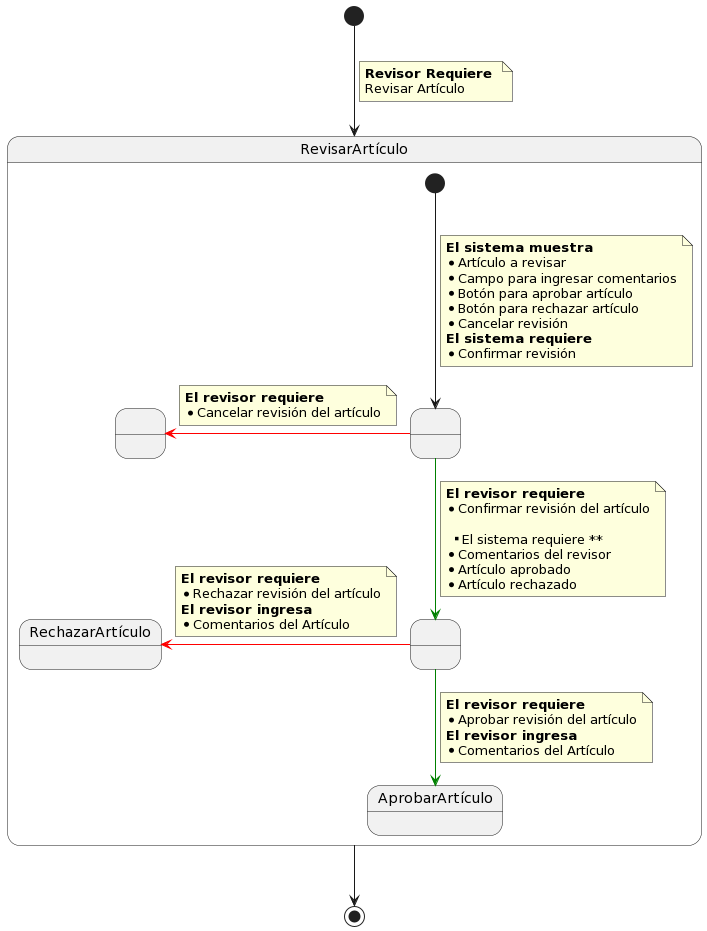 Revisor Requiere
Revisar Artículo
RevisarArtículo
El sistema muestra
• Artículo a revisar
• Campo para ingresar comentarios
• Botón para aprobar artículo
• Botón para rechazar artículo
• Cancelar revisión
El sistema requiere
• Confirmar revisión
El revisor requiere
• Cancelar revisión del artículo
El revisor requiere
• Confirmar revisión del artículo
▪ El sistema requiere **
• Comentarios del revisor
• Artículo aprobado
• Artículo rechazado
El revisor requiere
• Rechazar revisión del artículo
El revisor ingresa
• Comentarios del Artículo
RechazarArtículo
El revisor requiere
• Aprobar revisión del artículo
El revisor ingresa
• Comentarios del Artículo
AprobarArtículo